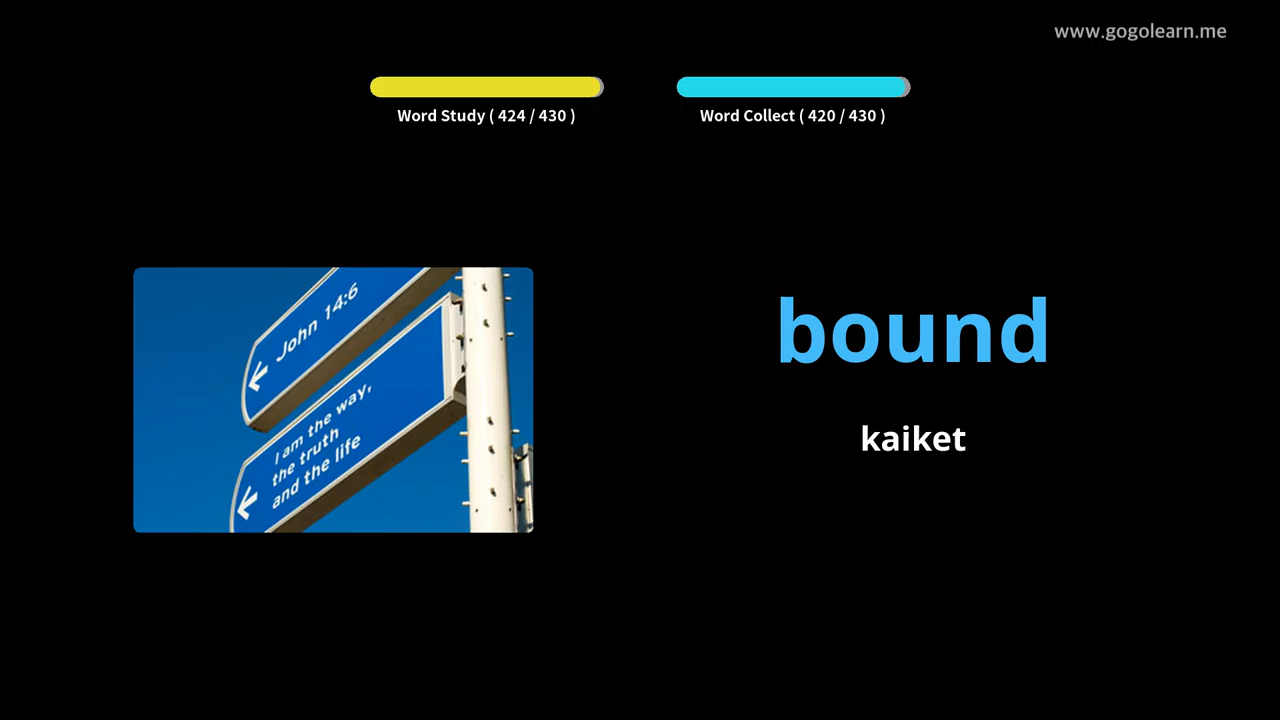 www.gogolearn.me
Word Study ( 424 / 430 )
Word Collect ( 420 / 430 )
John 14:6
I am the way,
the truth
and the life
bound
kaiket